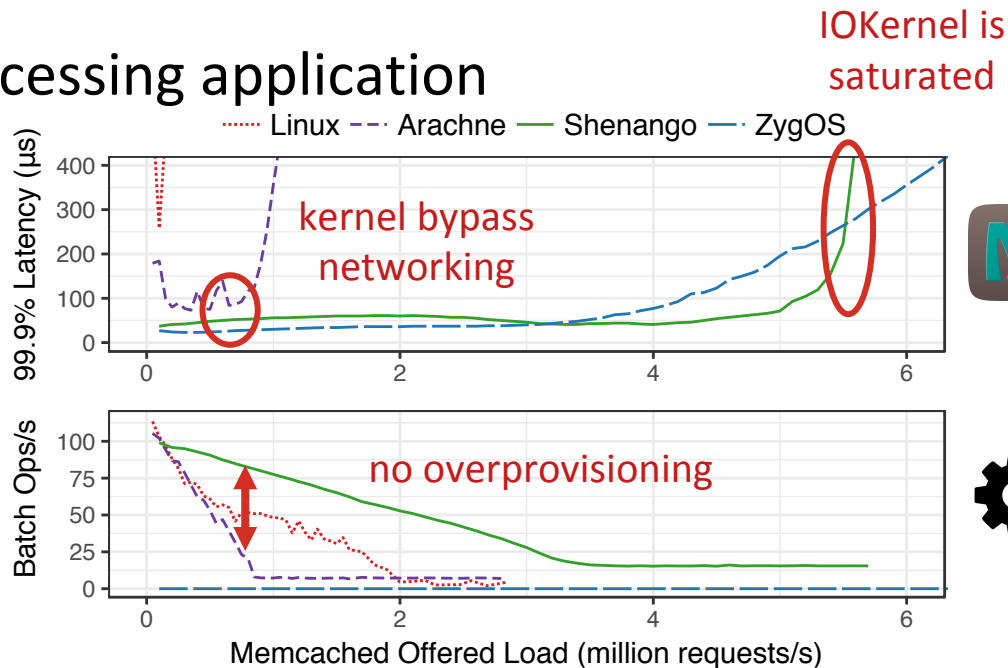 IOKernel is
saturated
cessing application
Linux Arachne Shenango ZygOS
99.9% Latency (µs)
400
300
200
100
0
kernel bypass
networking
0 2 4 6
Batch Ops/s
100
75
50
25
0
no overprovisioning
0 2 4 6
Memcached Offered Load (million requests/s)